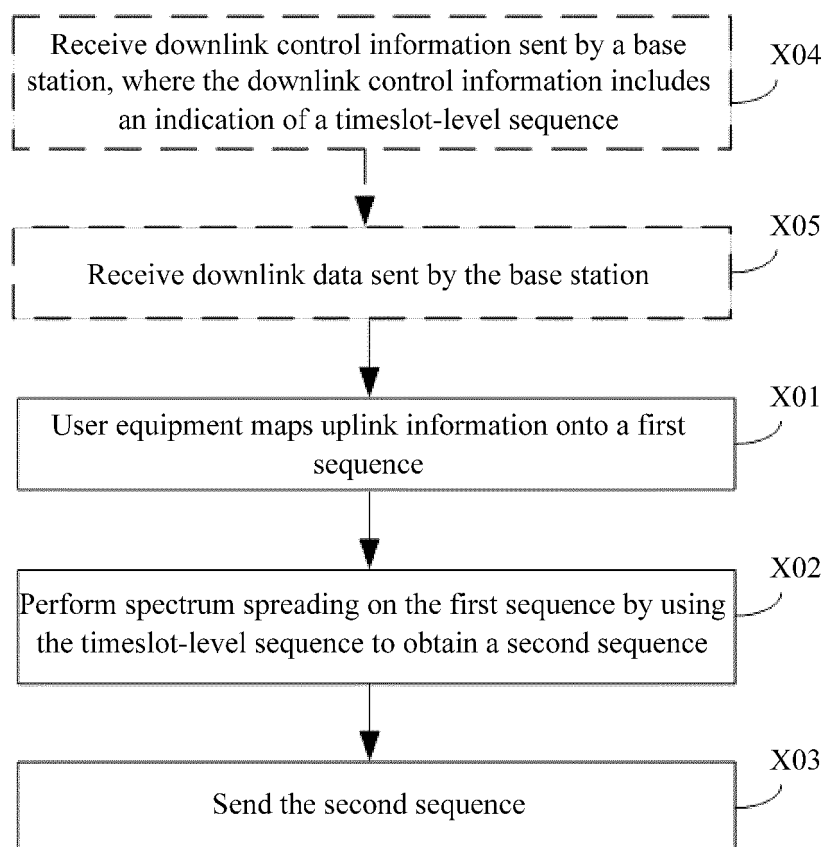 Receive downlink control information sent by a base
station, where the downlink control information includes
an indication of a timeslot-level sequence
X04
Receive downlink data sent by the base station
X05
User equipment maps uplink information onto a first
sequence
X01
Perform spectrum spreading on the first sequence by using
the timeslot-level sequence to obtain a second sequence
X02
Send the second sequence
X03